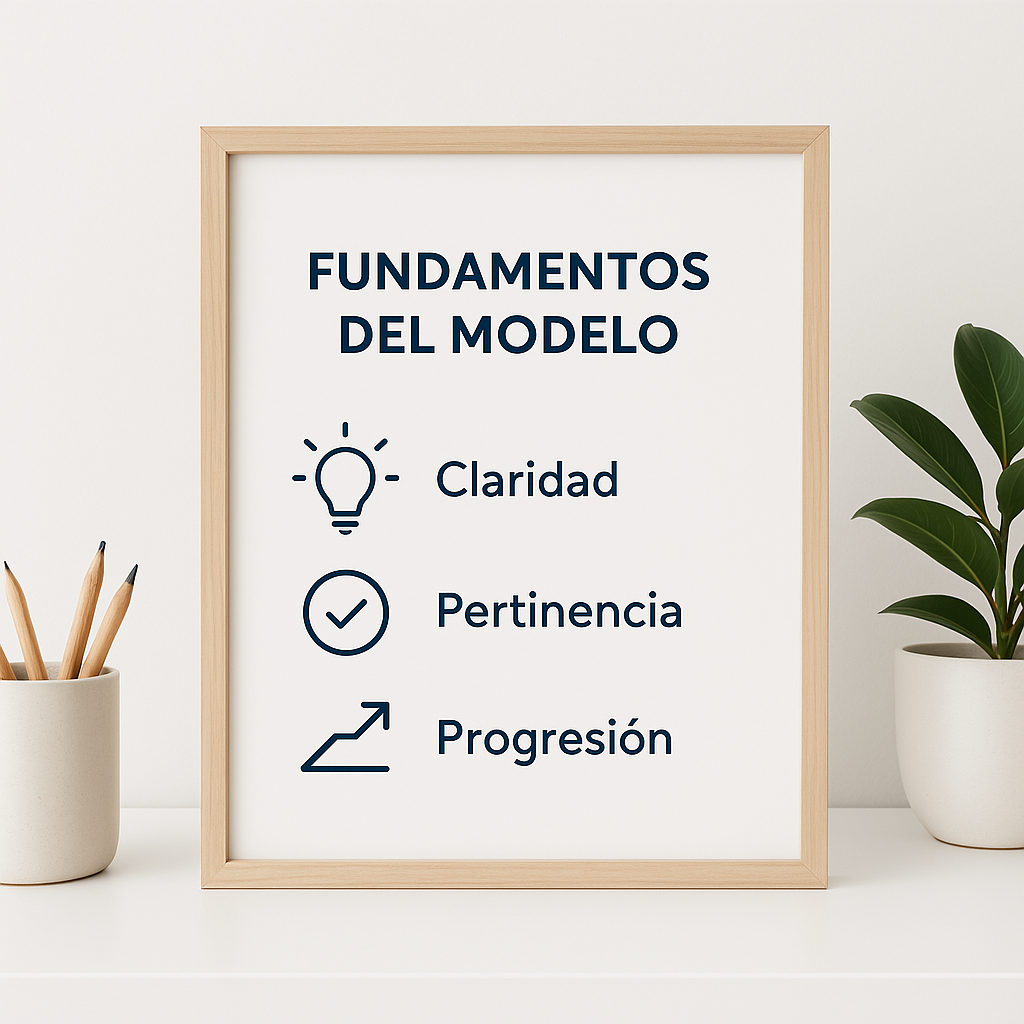 FUNDAMENTOS
DEL MODELO
Claridad
Pertinencia
Progresión